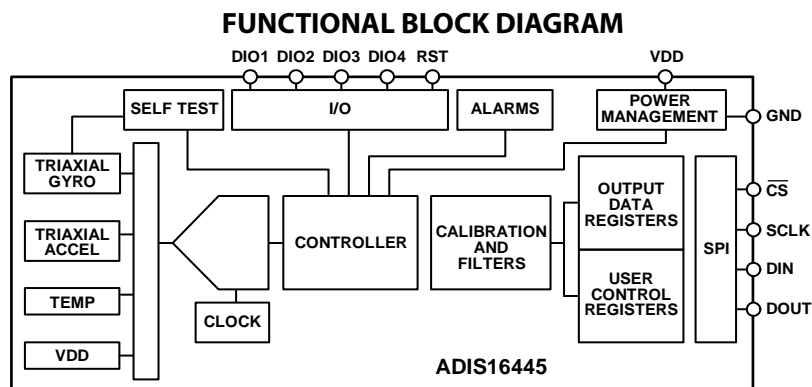 FUNCTIONAL BLOCK DIAGRAM
DIO1 DIO2 DIO3 DIO4 RST VDD
SELF TEST
I/O
ALARMS
POWER
MANAGEMENT
GND
TRIAXIAL
GYRO
TRIAXIAL
ACCEL
TEMP
VDD
CLOCK
CONTROLLER
CALIBRATION
AND
FILTERS
OUTPUT
DATA
REGISTERS
USER
CONTROL
REGISTERS
SPI
CS
SCLK
DIN
DOUT
ADIS16445